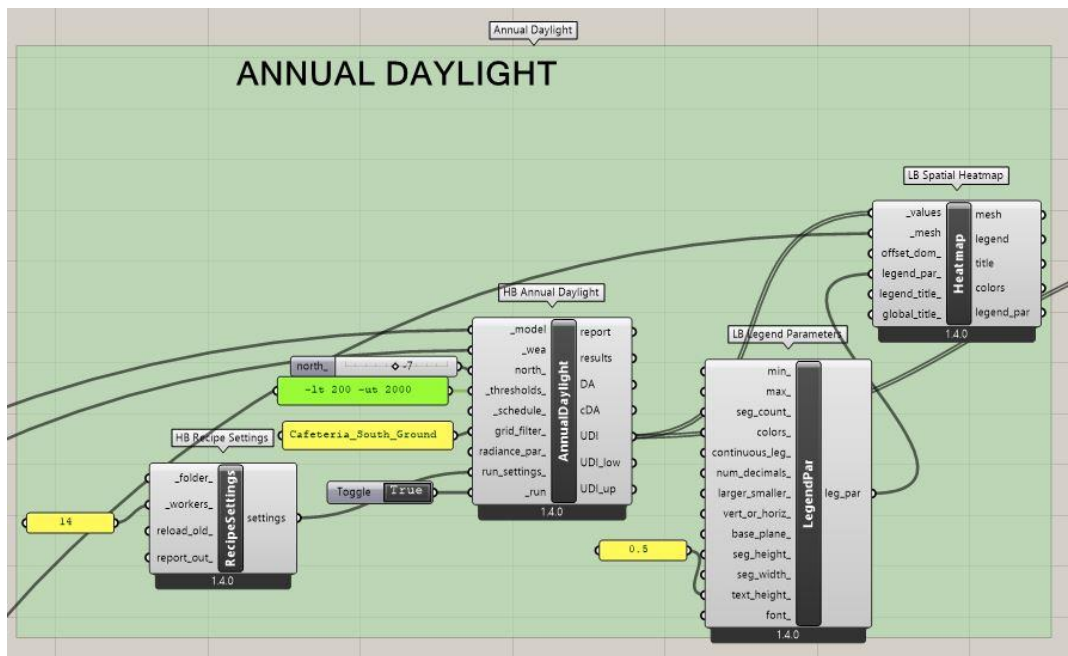 Annual Daylight
ANNUAL DAYLIGHT
LB Spatial Heatmap
_values
_mesh
offset_dom_
legend_par_
legend_title_
global_title_
Heatmap
mesh
legend
title
colors
legend_par
1.4.0
HB Annual Daylight
_model
_wea
north_
_thresholds_
_schedule_
grid_filter_
radiance_par_
run_settings_
_run
AnnualDaylight
report
results
DA
cDA
UDI
UDI_low
UDI_up
1.4.0
north_ -7
-lt 200 -ut 2000
Cafeteria_South_Ground
Toggle True
HB Recipe Settings
_folder_
_workers_
reload_old_
report_out_
RecipeSettings
settings
1.4.0
14
LB Legend Parameters
min_
max_
seg_count_
colors_
continuous_leg_
num_decimals_
larger_smaller_
vert_or_horiz_
base_plane_
seg_height_
seg_width_
text_height_
font_
LegendPar
leg_par
1.4.0
0.5